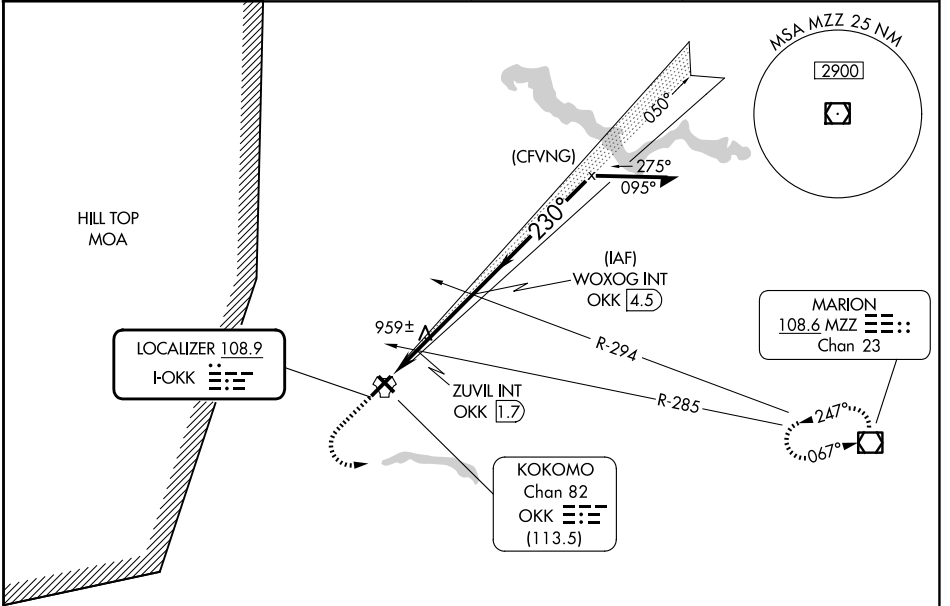 MSA MZZ 25 NM
2900
050°
(CFVNG)
275°
095°
230°
HILL TOP
MOA
(IAF)
WOXOG INT
OKK 4.5
MARION
108.6 MZZ
Chan 23
959±
R-294
LOCALIZER 108.9
I-OKK
ZUVIL INT
OKK 1.7
R-285
247°
067°
KOKOMO
Chan 82
OKK
(113.5)
x